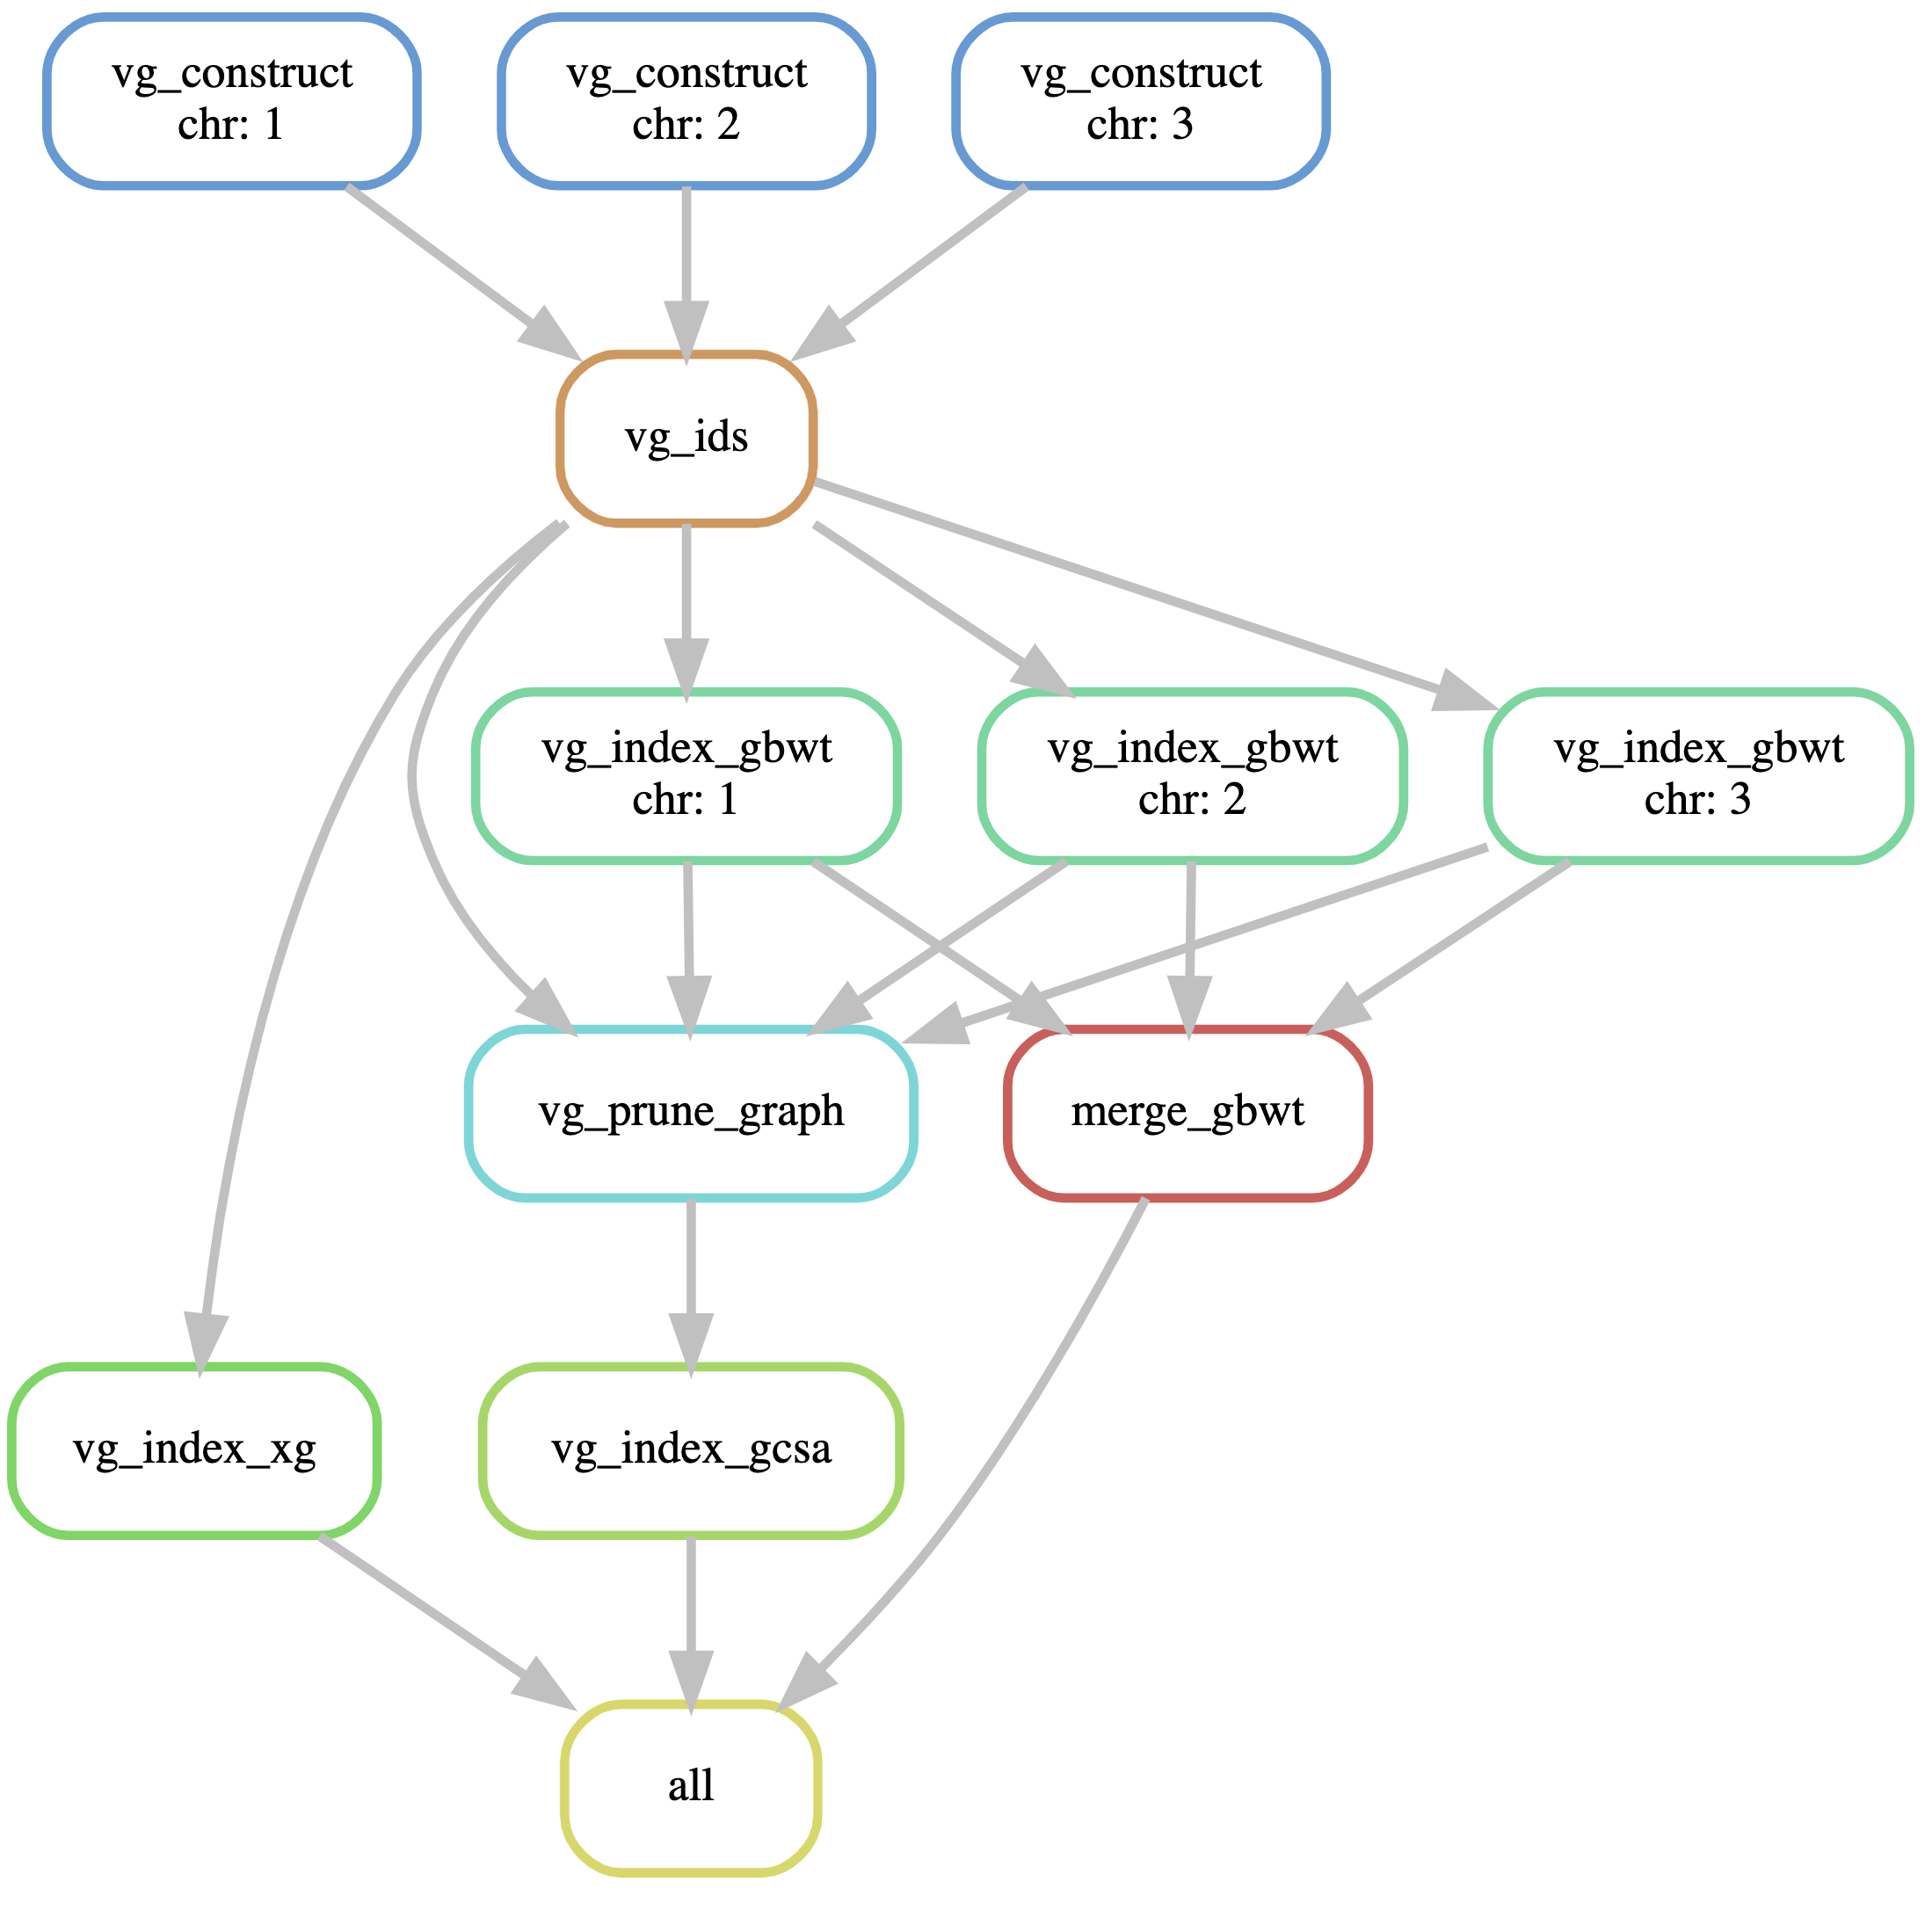 vg_construct
chr: 1
vg_construct
chr: 2
vg_construct
chr: 3
vg_ids
vg_index_gbwt
chr: 1
vg_index_gbwt
chr: 2
vg_index_gbwt
chr: 3
vg_prune_graph
merge_gbwt
vg_index_xg
vg_index_gcsa
all